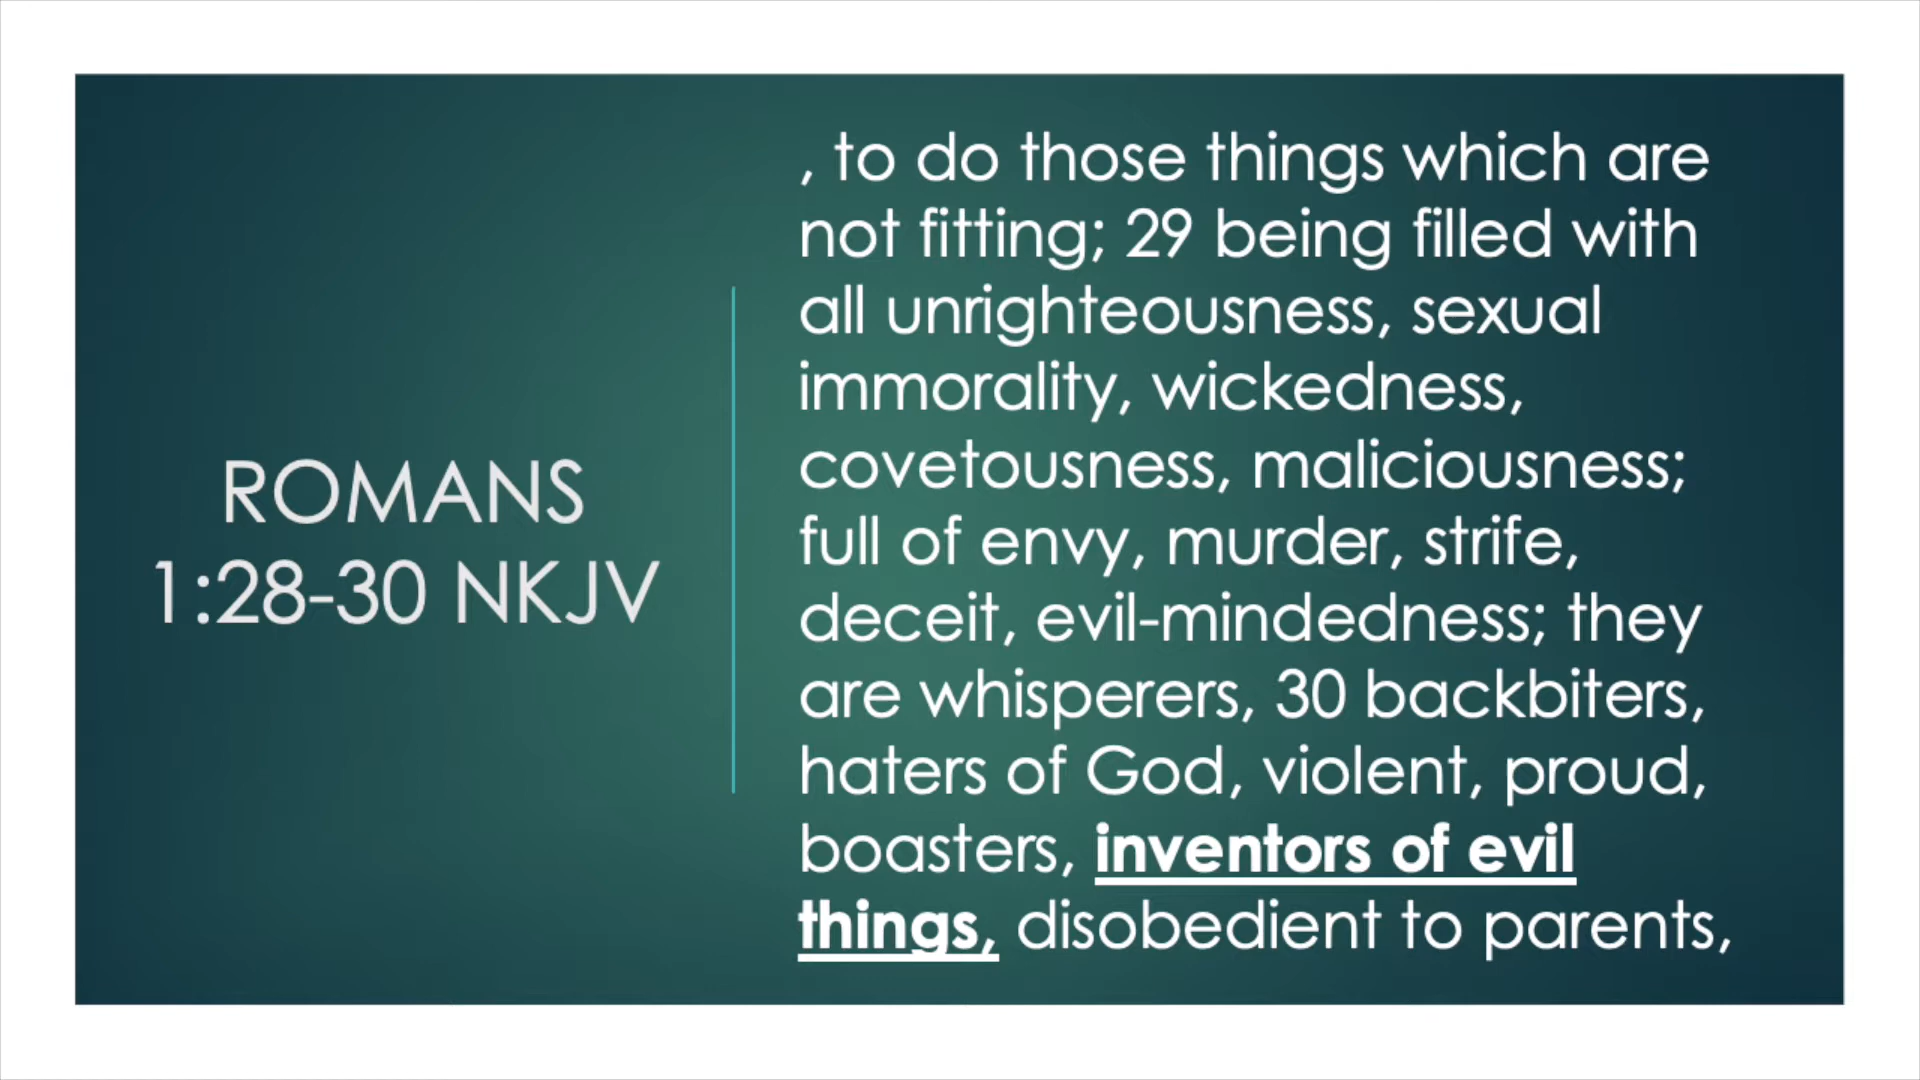 ROMANS
1:28-30 NKJV
, to do those things which are
not fitting; 29 being filled with
all unrighteousness, sexual
immorality, wickedness,
covetousness, maliciousness;
full of envy, murder, strife,
deceit, evil-mindedness; they
are whisperers, 30 backbiters,
haters of God, violent, proud,
boasters, inventors of evil
things, disobedient to parents,